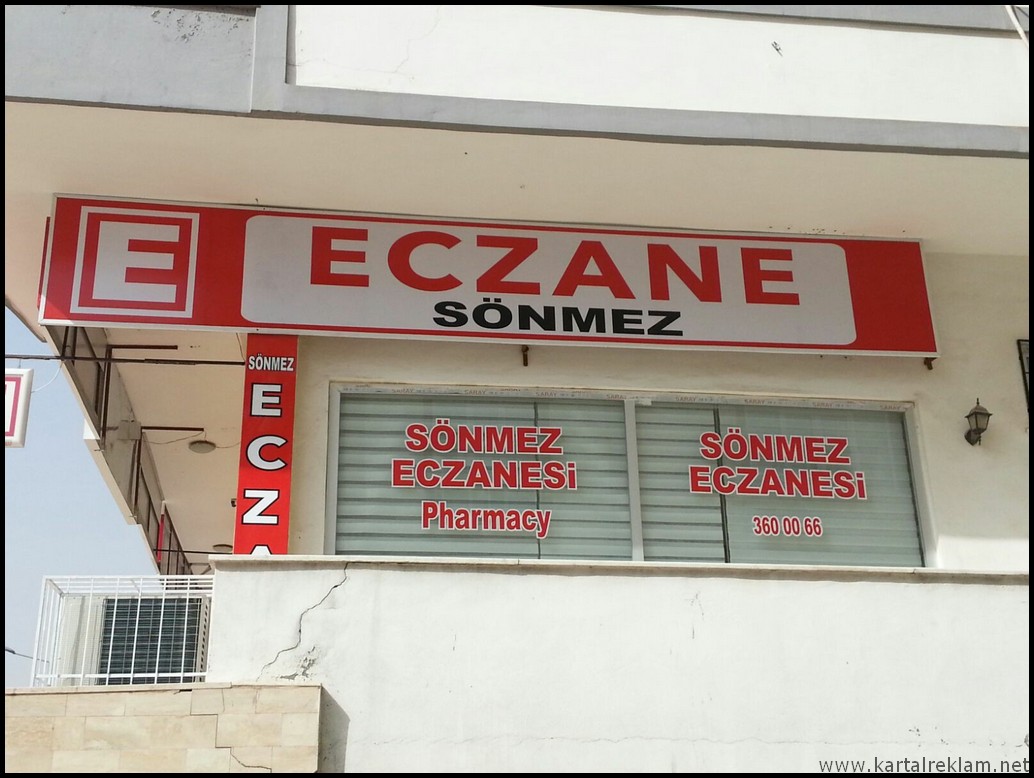 E
ECZANE
SÖNMEZ
SÖNMEZ
E
C
Z
A
SÖNMEZ
ECZANESi
Pharmacy
SÖNMEZ
ECZANESi
360 00 66
www.kartalreklam.net